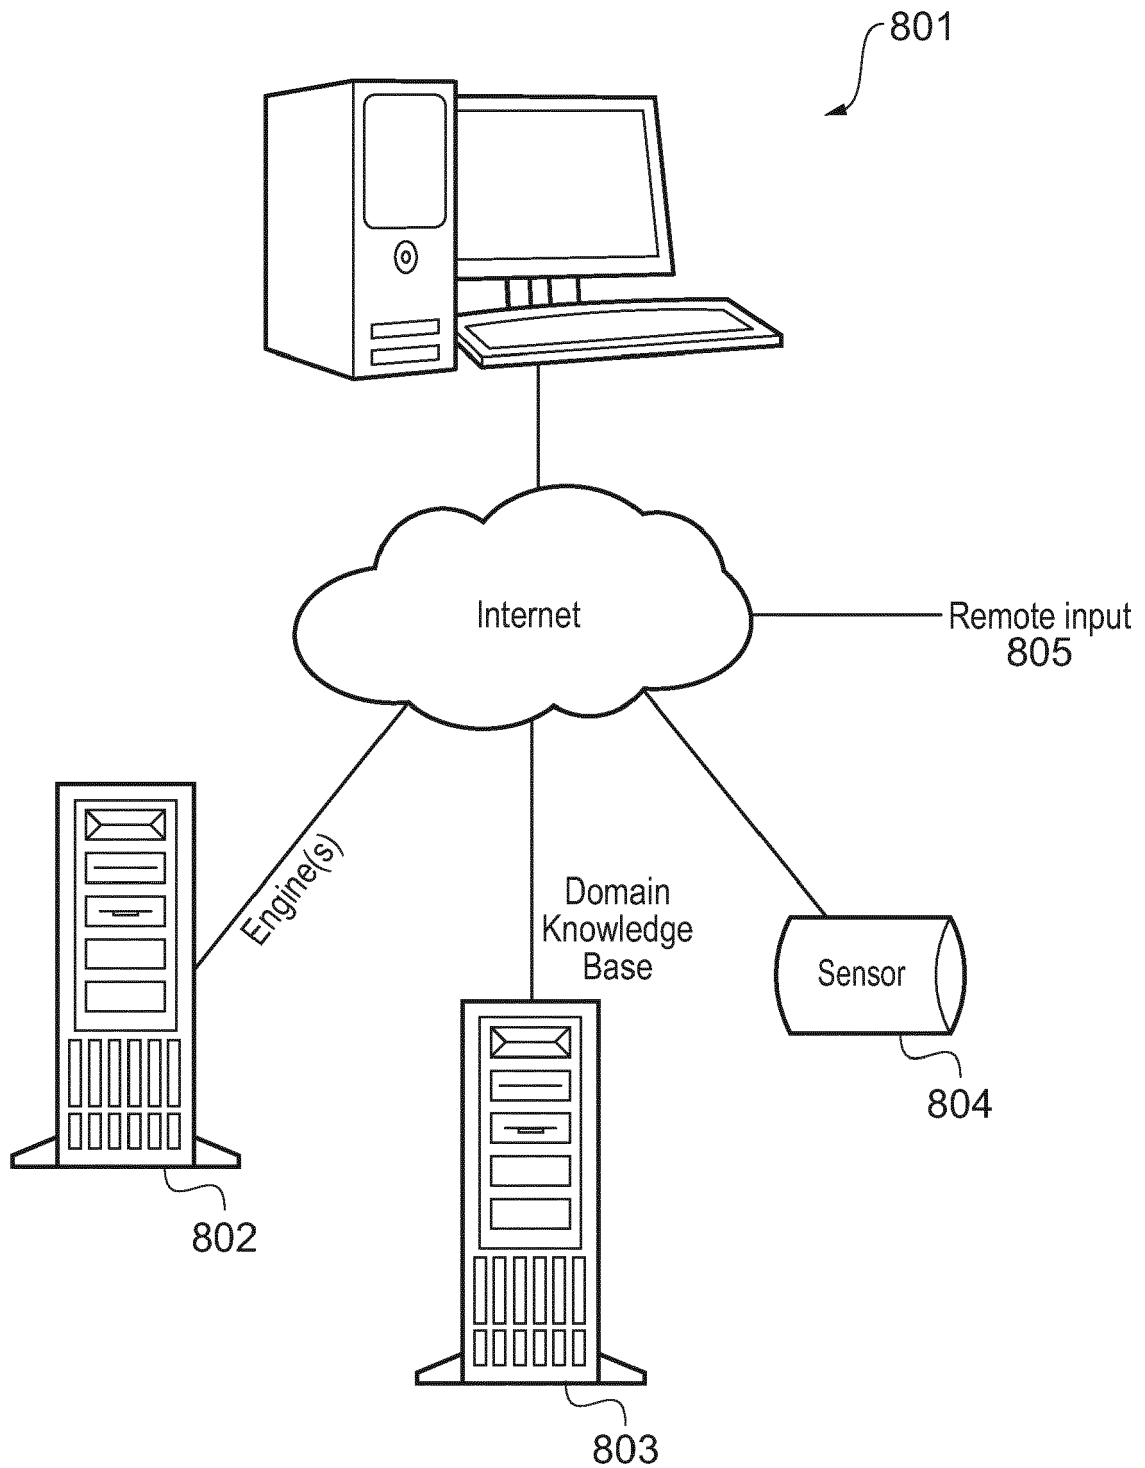 801
Internet
Remote input
805
Engine(s)
Domain
Knowledge
Base
Sensor
804
802
803